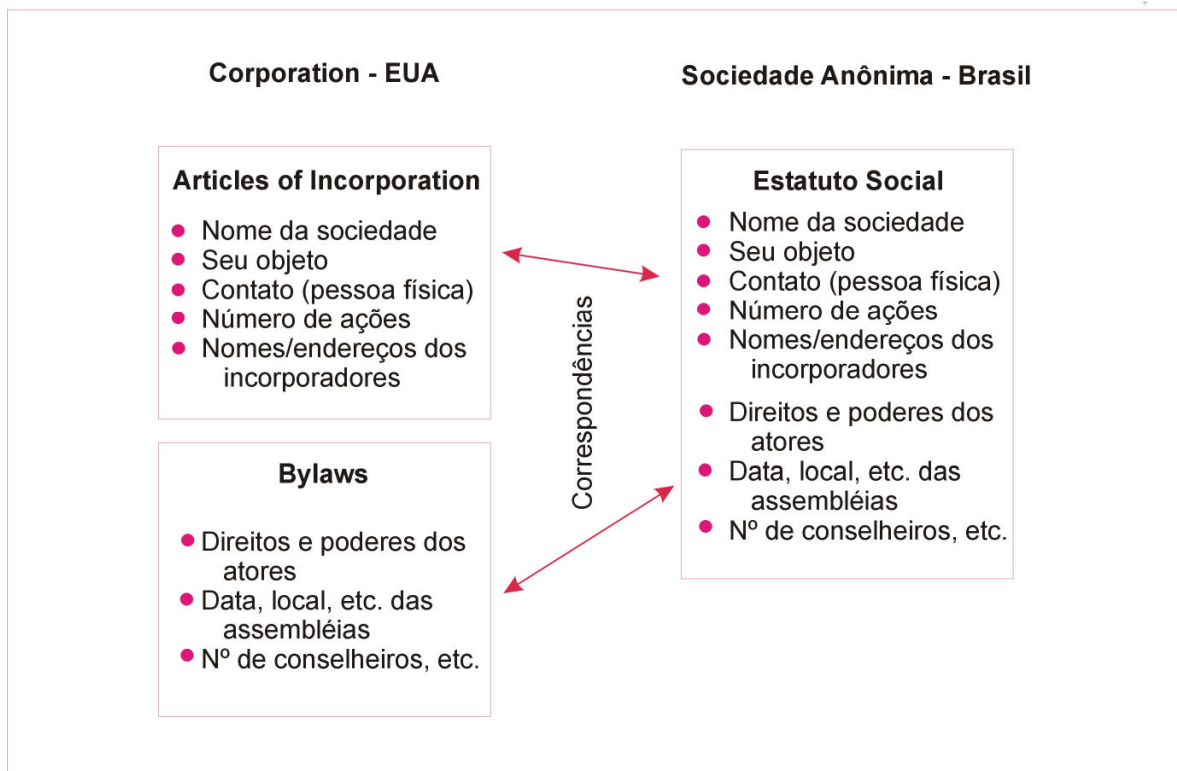 Corporation - EUA
Articles of Incorporation
Nome da sociedade
Seu objeto
Contato (pessoa física)
Número de ações
Nomes/endereços dos
incorporadores
Bylaws
Direitos e poderes dos
atores
Data, local, etc. das
assembléias
Nº de conselheiros, etc.
Correspondências
Sociedade Anônima - Brasil
Estatuto Social
Nome da sociedade
Seu objeto
Contato (pessoa física)
Número de ações
Nomes/endereços dos
incorporadores
Direitos e poderes dos
atores
Data, local, etc. das
assembléias
Nº de conselheiros, etc.